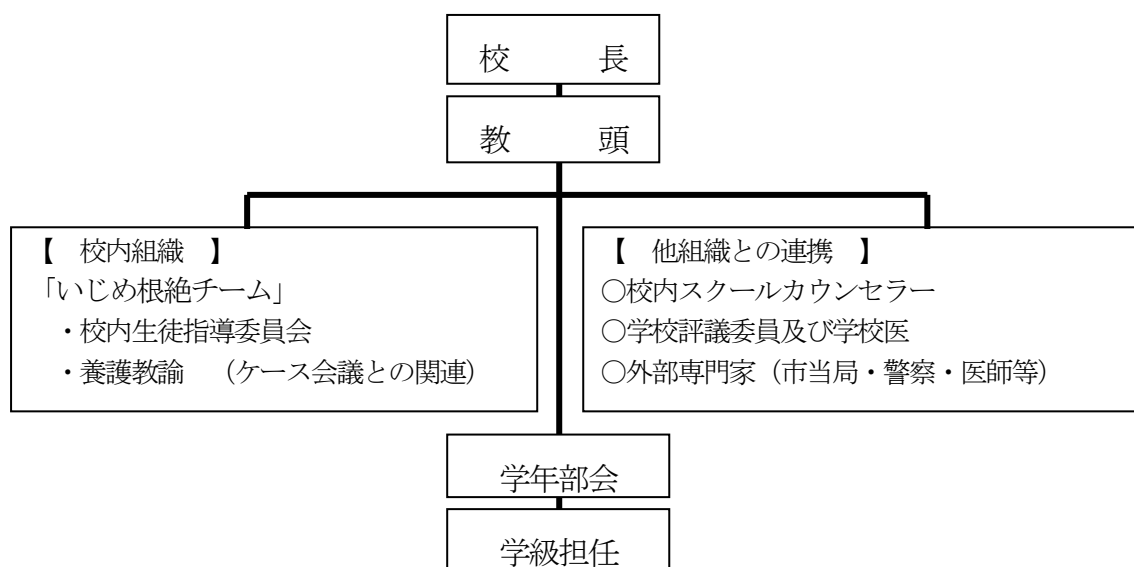 校　　長
教　　頭
【　校内組織　】
「いじめ根絶チーム」
・校内生徒指導委員会
・養護教諭　（ケース会議との関連）
【　他組織との連携　】
○校内スクールカウンセラー
○学校評議委員及び学校医
○外部専門家（市当局・警察・医師等）
学年部会
学級担任